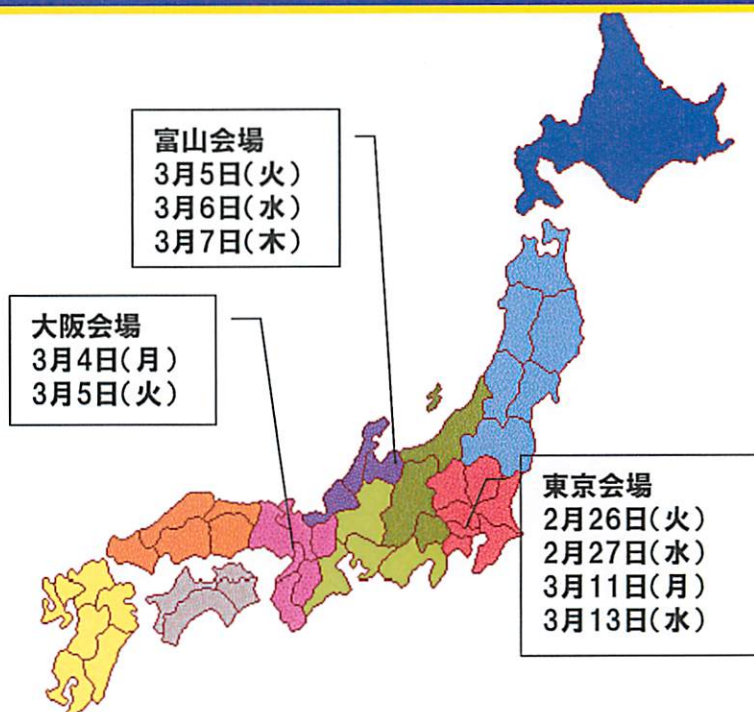 富山会場
3月5日(火)
3月6日(水)
3月7日(木)
大阪会場
3月4日(月)
3月5日(火)
東京会場
2月26日(火)
2月27日(水)
3月11日(月)
3月13日(水)